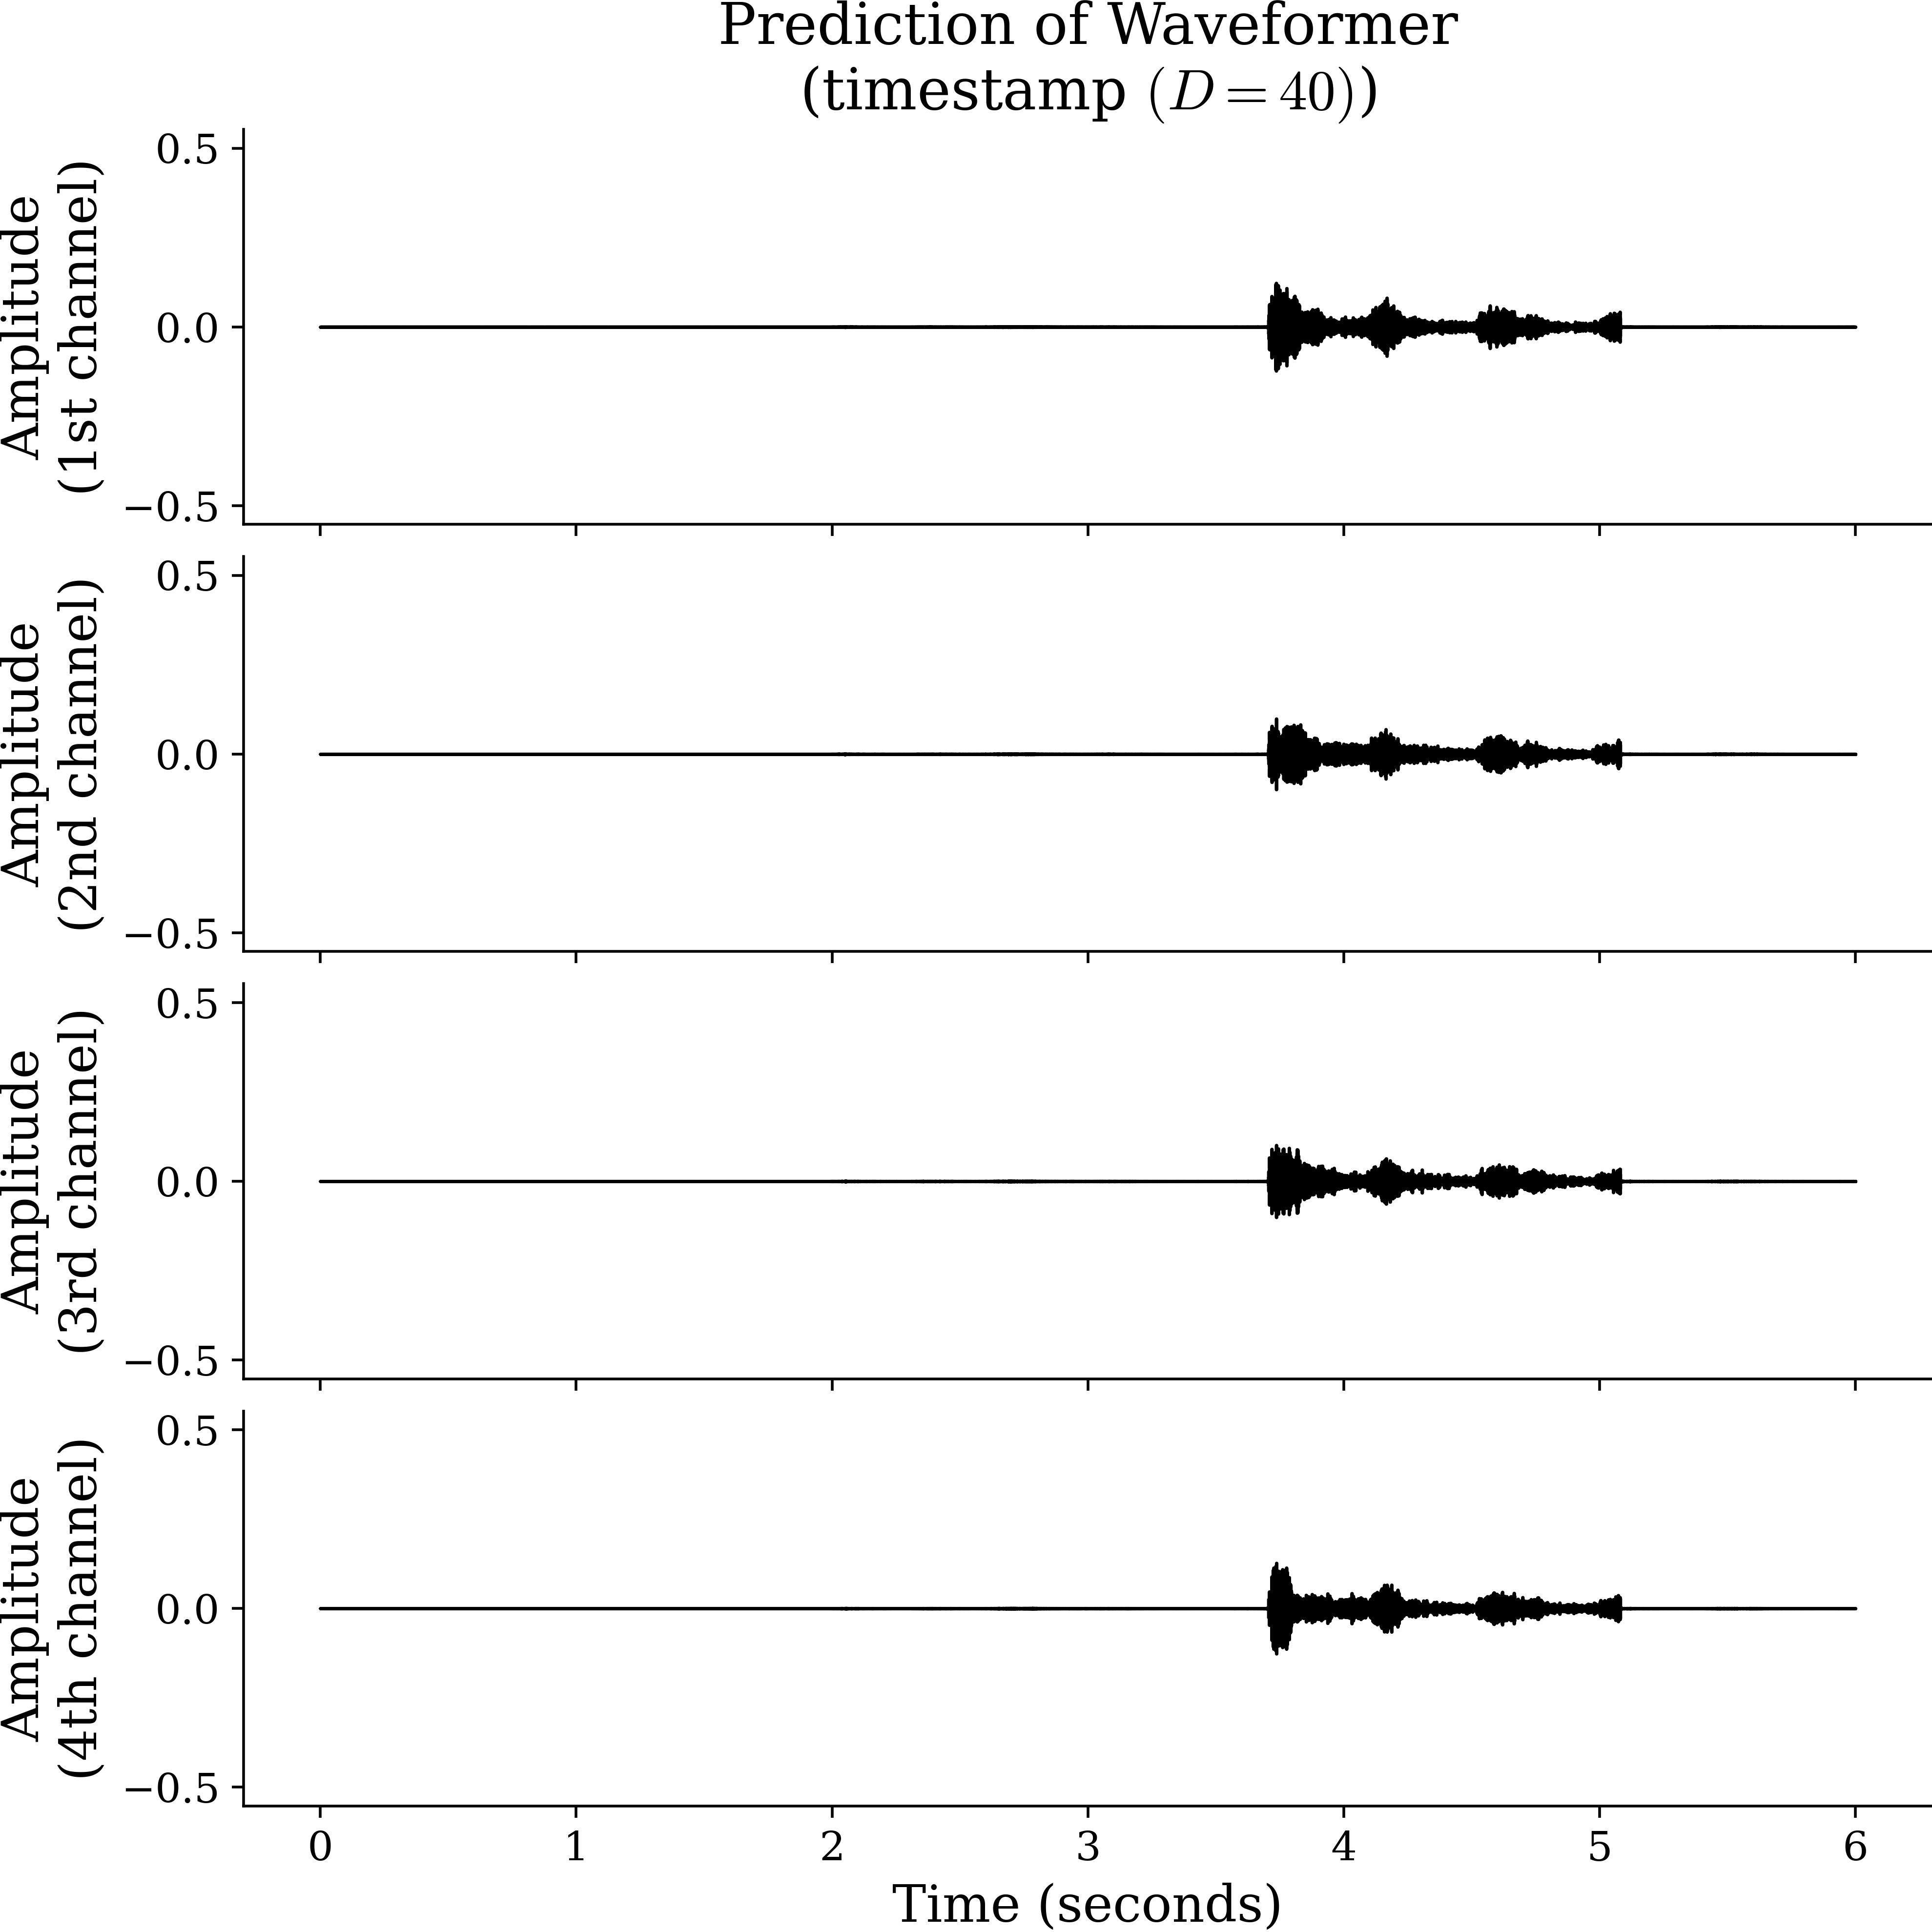 Prediction of Waveformer
(timestamp (D = 40))
Amplitude
(1st channel)
0.5
0.0
−0.5
Amplitude
(2nd channel)
0.5
0.0
−0.5
Amplitude
(3rd channel)
0.5
0.0
−0.5
Amplitude
(4th channel)
0.5
0.0
−0.5
0 1 2 3 4 5 6
Time (seconds)